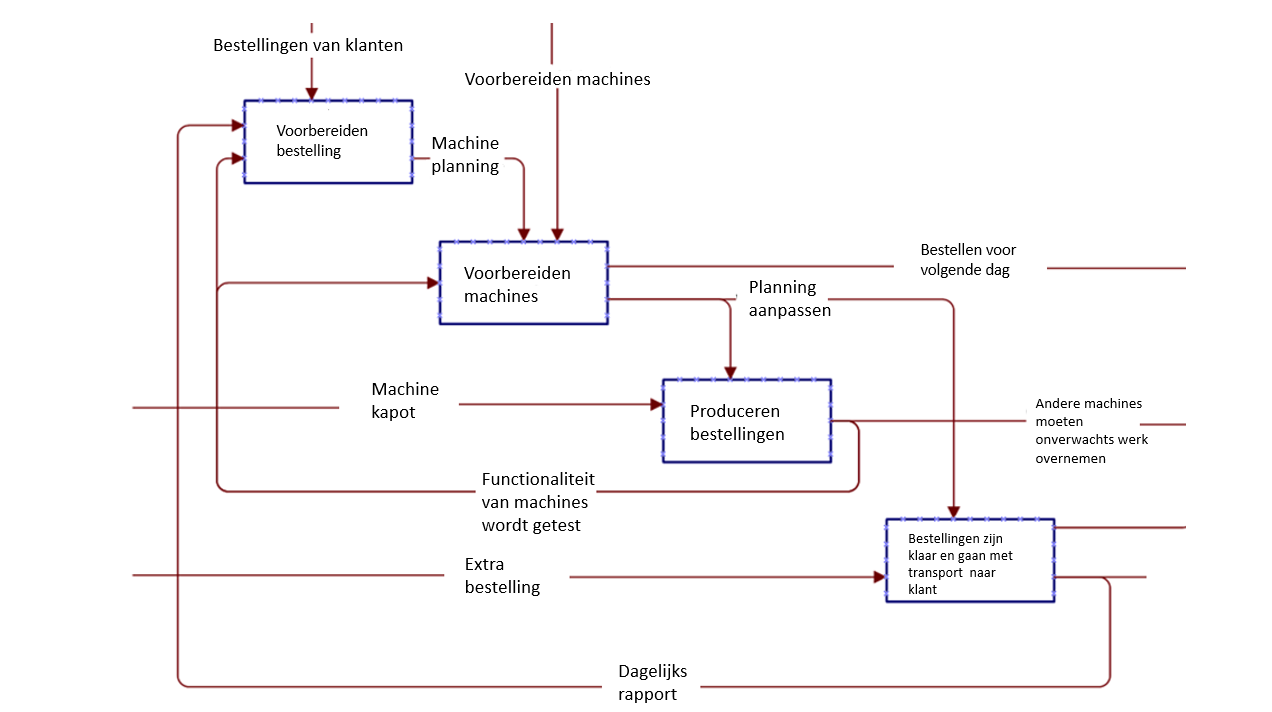 Bestellingen van klanten
Voorbereiden machines
Voorbereiden
bestelling
Machine
planning
Voorbereiden
machines
Bestellen voor
volgende dag
Planning
aanpassen
Machine
kapot
Produceren
bestellingen
Andere machines
moeten
onverwachts werk
overnemen
Functionaliteit
van machines
wordt getest
Bestellingen zijn
klaar en gaan met
transport naar
klant
Extra
bestelling
Dagelijks
rapport